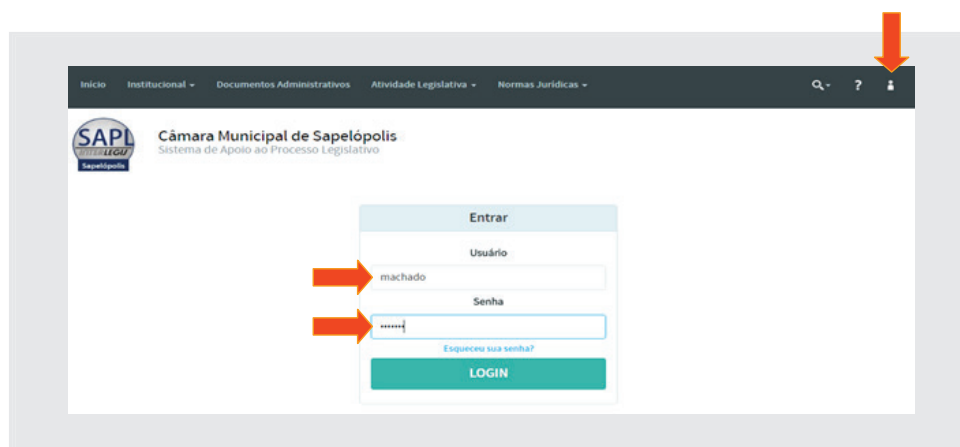 Início Institucional Documentos Administrativos Atividade Legislativa Normas Jurídicas ?
SAPL
INTERLEGIS
Sapelópolis
Câmara Municipal de Sapelópolis
Sistema de Apoio ao Processo Legislativo
Entrar
Usuário
machado
Senha
•••••••
Esqueceu sua senha?
LOGIN